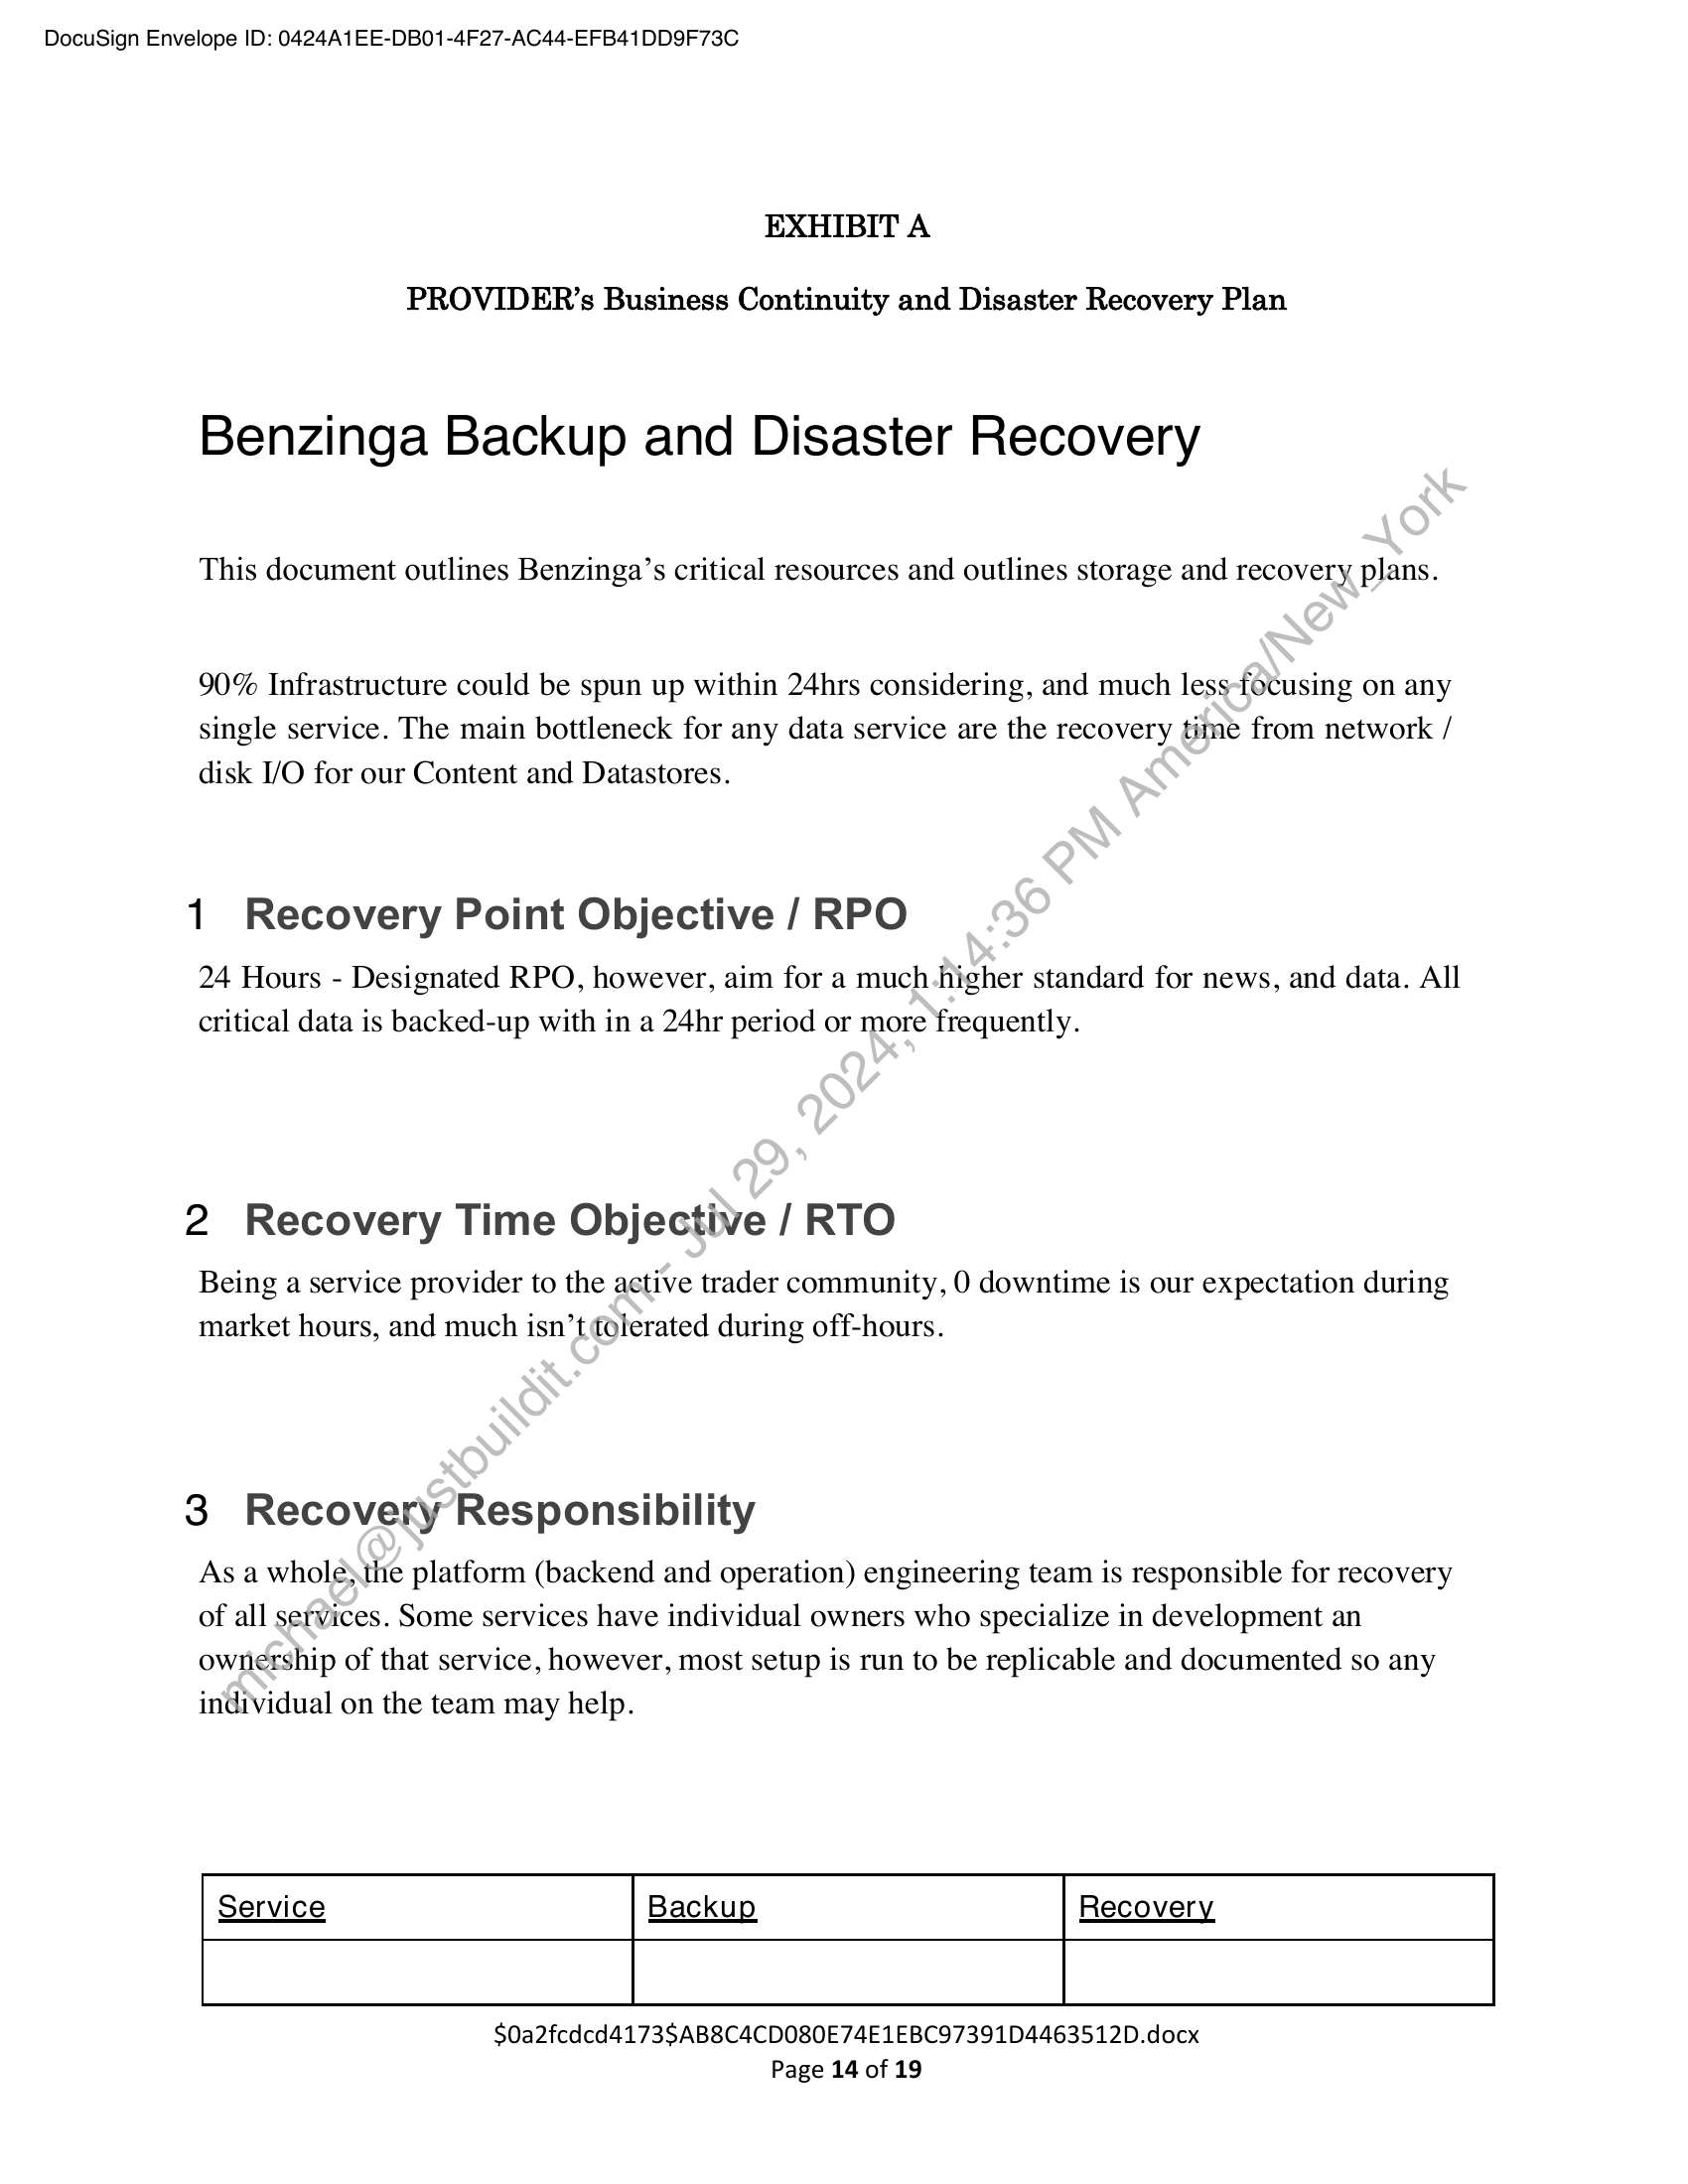 DocuSign Envelope ID: 0424A1EE-DB01-4F27-AC44-EFB41DD9F73C
EXHIBIT A
PROVIDER’s Business Continuity and Disaster Recovery Plan
Benzinga Backup and Disaster Recovery
This document outlines Benzinga’s critical resources and outlines storage and recovery plans.
90% Infrastructure could be spun up within 24hrs considering, and much less focusing on any
single service. The main bottleneck for any data service are the recovery time from network /
disk I/O for our Content and Datastores.
1 Recovery Point Objective / RPO
24 Hours - Designated RPO, however, aim for a much higher standard for news, and data. All
critical data is backed-up with in a 24hr period or more frequently.
2 Recovery Time Objective / RTO
Being a service provider to the active trader community, 0 downtime is our expectation during
market hours, and much isn’t tolerated during off-hours.
3 Recovery Responsibility
As a whole, the platform (backend and operation) engineering team is responsible for recovery
of all services. Some services have individual owners who specialize in development an
ownership of that service, however, most setup is run to be replicable and documented so any
individual on the team may help.
Service Backup Recovery
$0a2fcdcd4173$AB8C4CD080E74E1EBC97391D4463512D.docx
Page 14 of 19
michael@justbuildit.com - Jul 29, 2024, 1:14:36 PM America/New_York